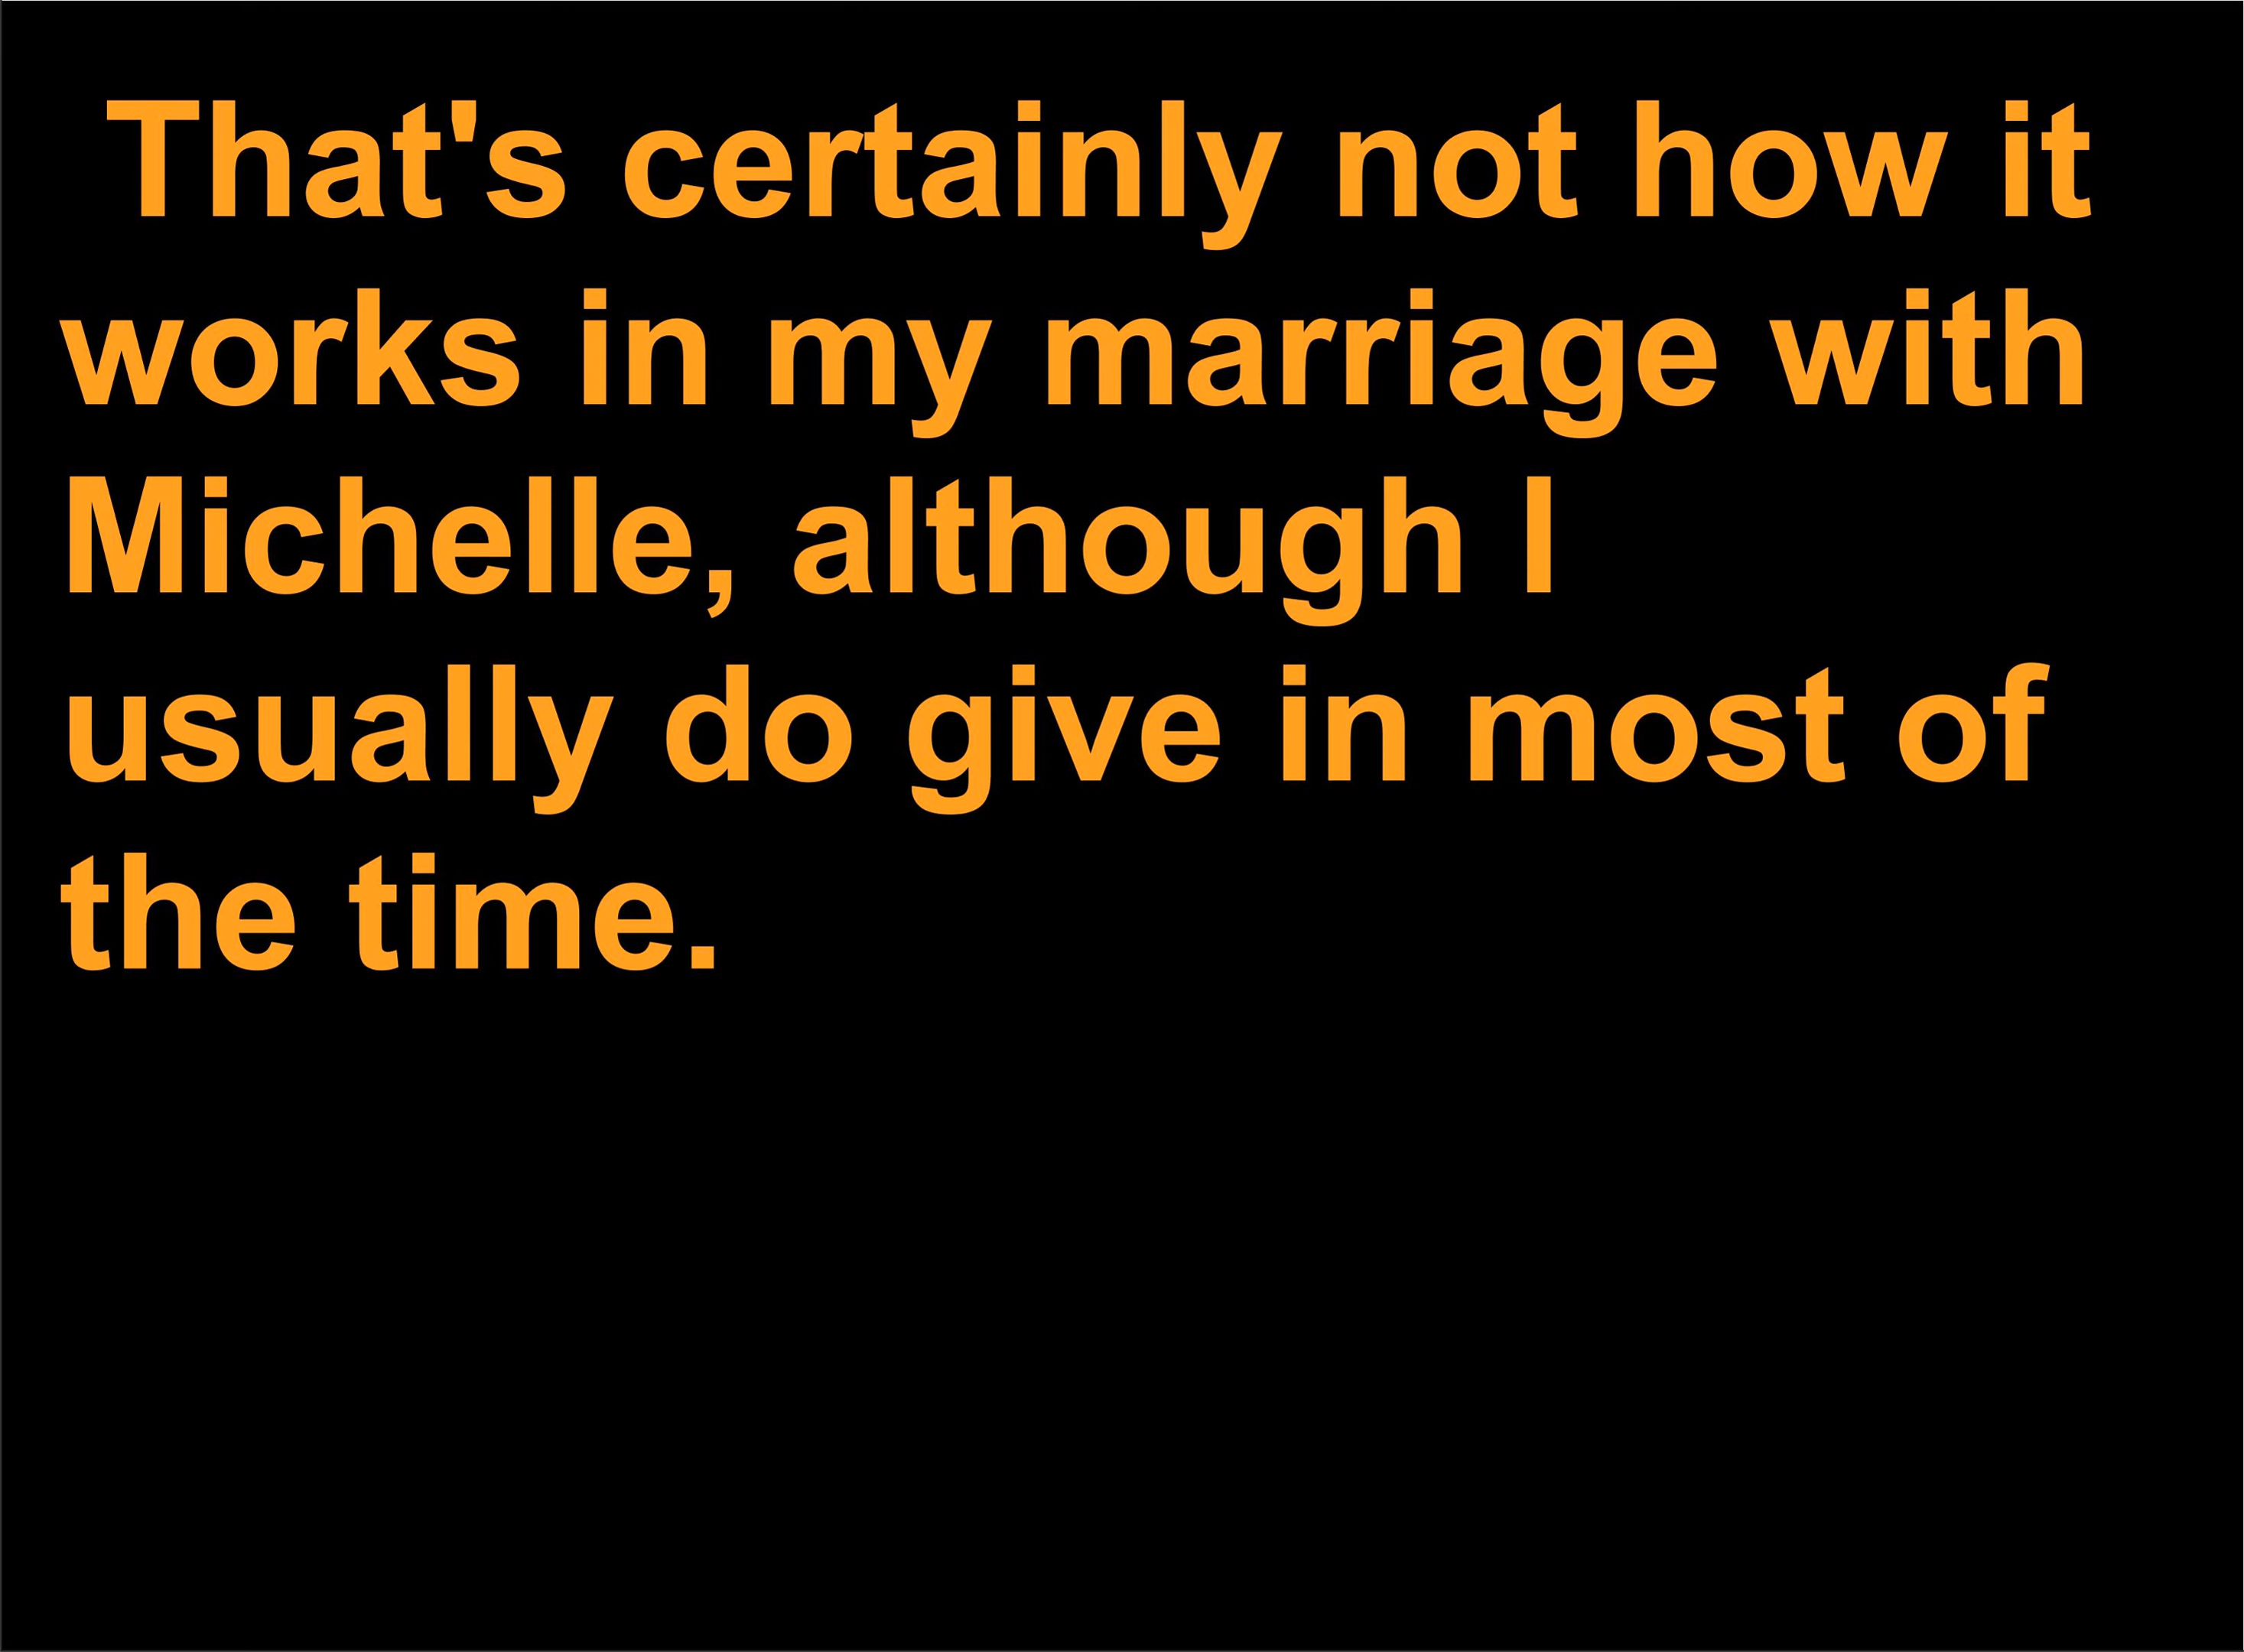 That's certainly not how it
works in my marriage with
Michelle, although I
usually do give in most of
the time.